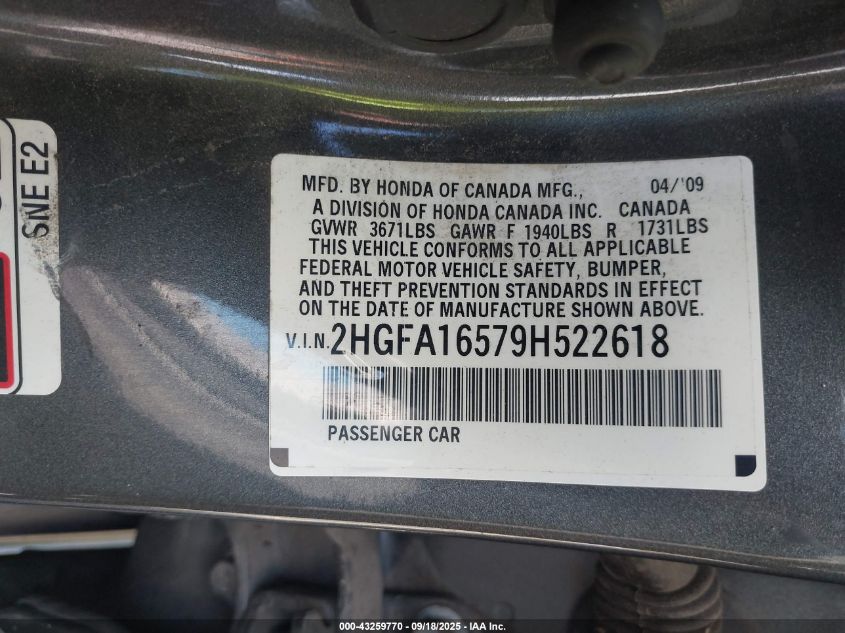 SNE E2
MFD. BY HONDA OF CANADA MFG., 04/'09
A DIVISION OF HONDA CANADA INC. CANADA
GVWR 3671LBS GAWR F 1940LBS R 1731LBS
THIS VEHICLE CONFORMS TO ALL APPLICABLE
FEDERAL MOTOR VEHICLE SAFETY, BUMPER,
AND THEFT PREVENTION STANDARDS IN EFFECT
ON THE DATE OF MANUFACTURE SHOWN ABOVE.
V.I.N. 2HGFA16579H522618
PASSENGER CAR
000-43259770 - 09/18/2025 - IAA Inc.